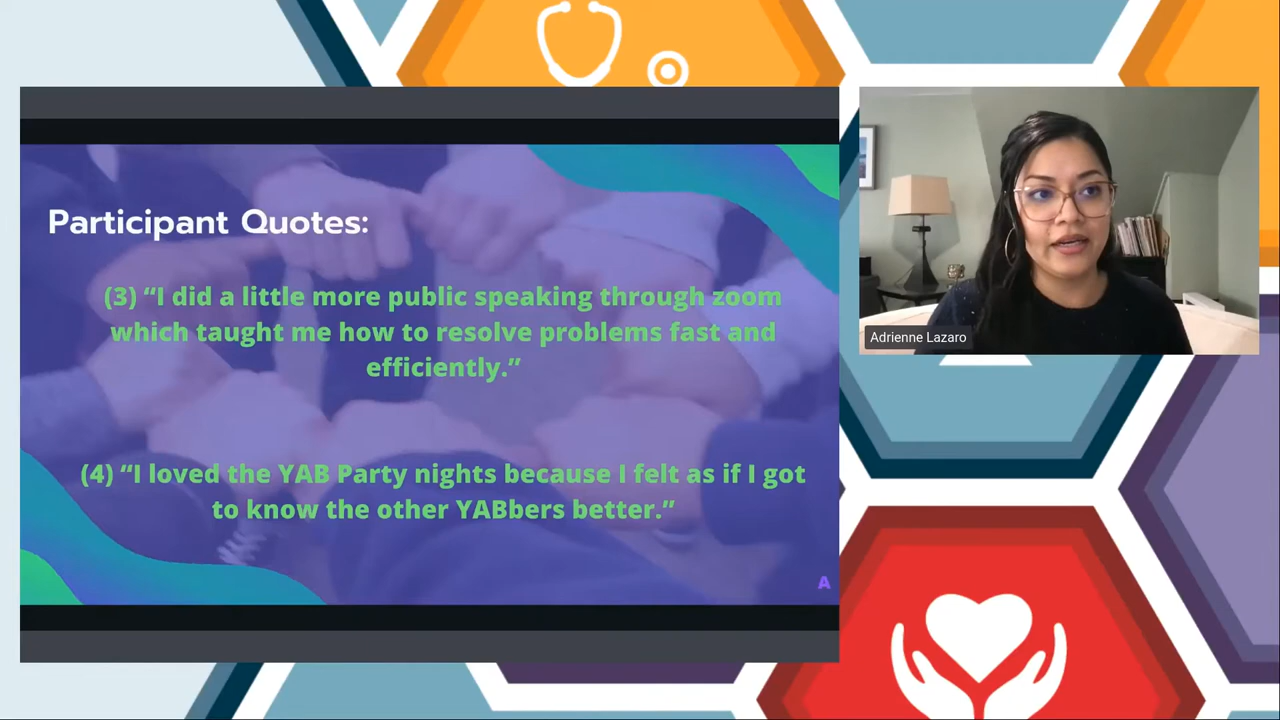 Participant Quotes:
(3) “I did a little more public speaking through zoom
which taught me how to resolve problems fast and
efficiently.”
(4) “I loved the YAB Party nights because I felt as if I got
to know the other YABbers better.”
A
Adrienne Lazaro